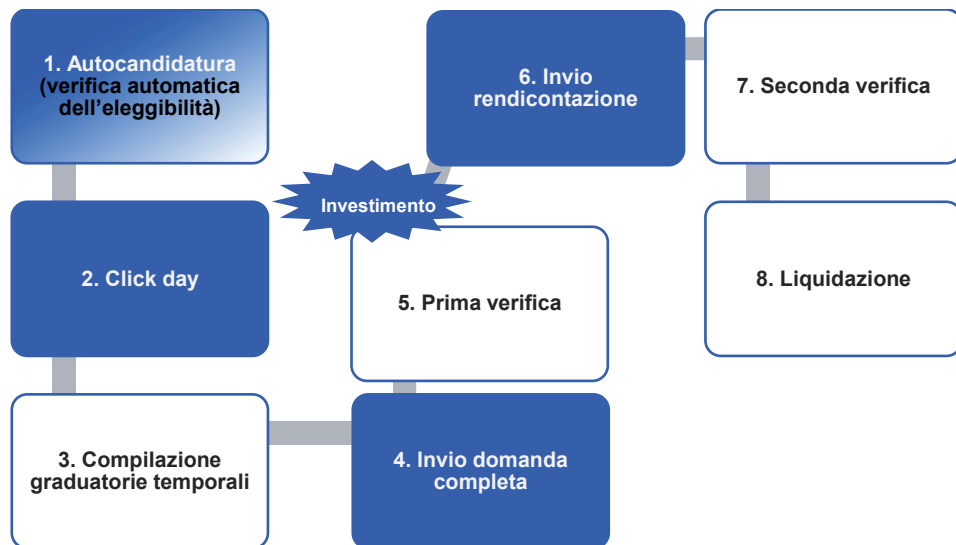 1. Autocandidatura
(verifica automatica
dell’eleggibilità)
2. Click day
3. Compilazione
graduatorie temporali
4. Invio domanda
completa
5. Prima verifica
Investimento
6. Invio
rendicontazione
7. Seconda verifica
8. Liquidazione